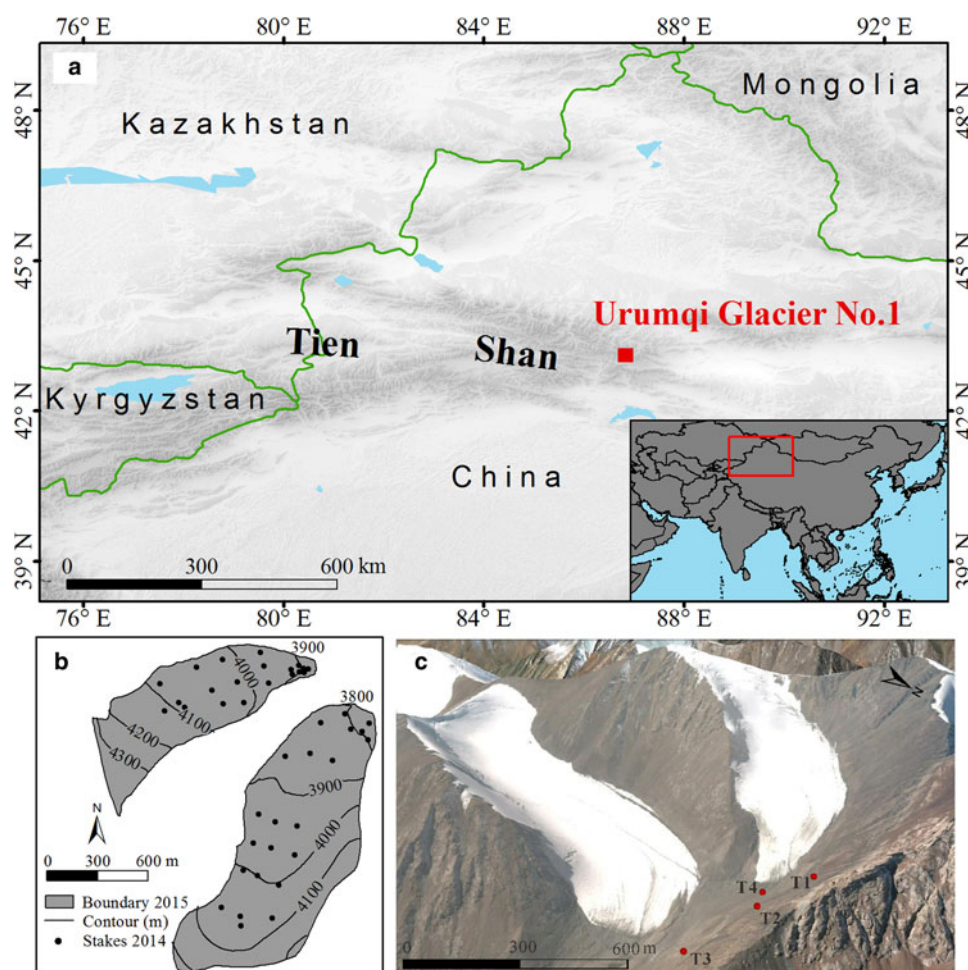 76° E 80° E 84° E 88° E 92° E
a
48° N
45° N
42° N
39° N
48° N
45° N
42° N
39° N
Mongolia
Kazakhstan
Urumqi Glacier No.1
Tien Shan
Kyrgyzstan
China
0 300 600 km
76° E 80° E 84° E 88° E 92° E
b
3900
4000
4100
4200
4300
3800
3900
4000
4100
N
0 300 600 m
Boundary 2015
Contour (m)
Stakes 2014
c
N
T1
T4
T2
T3
0 300 600 m